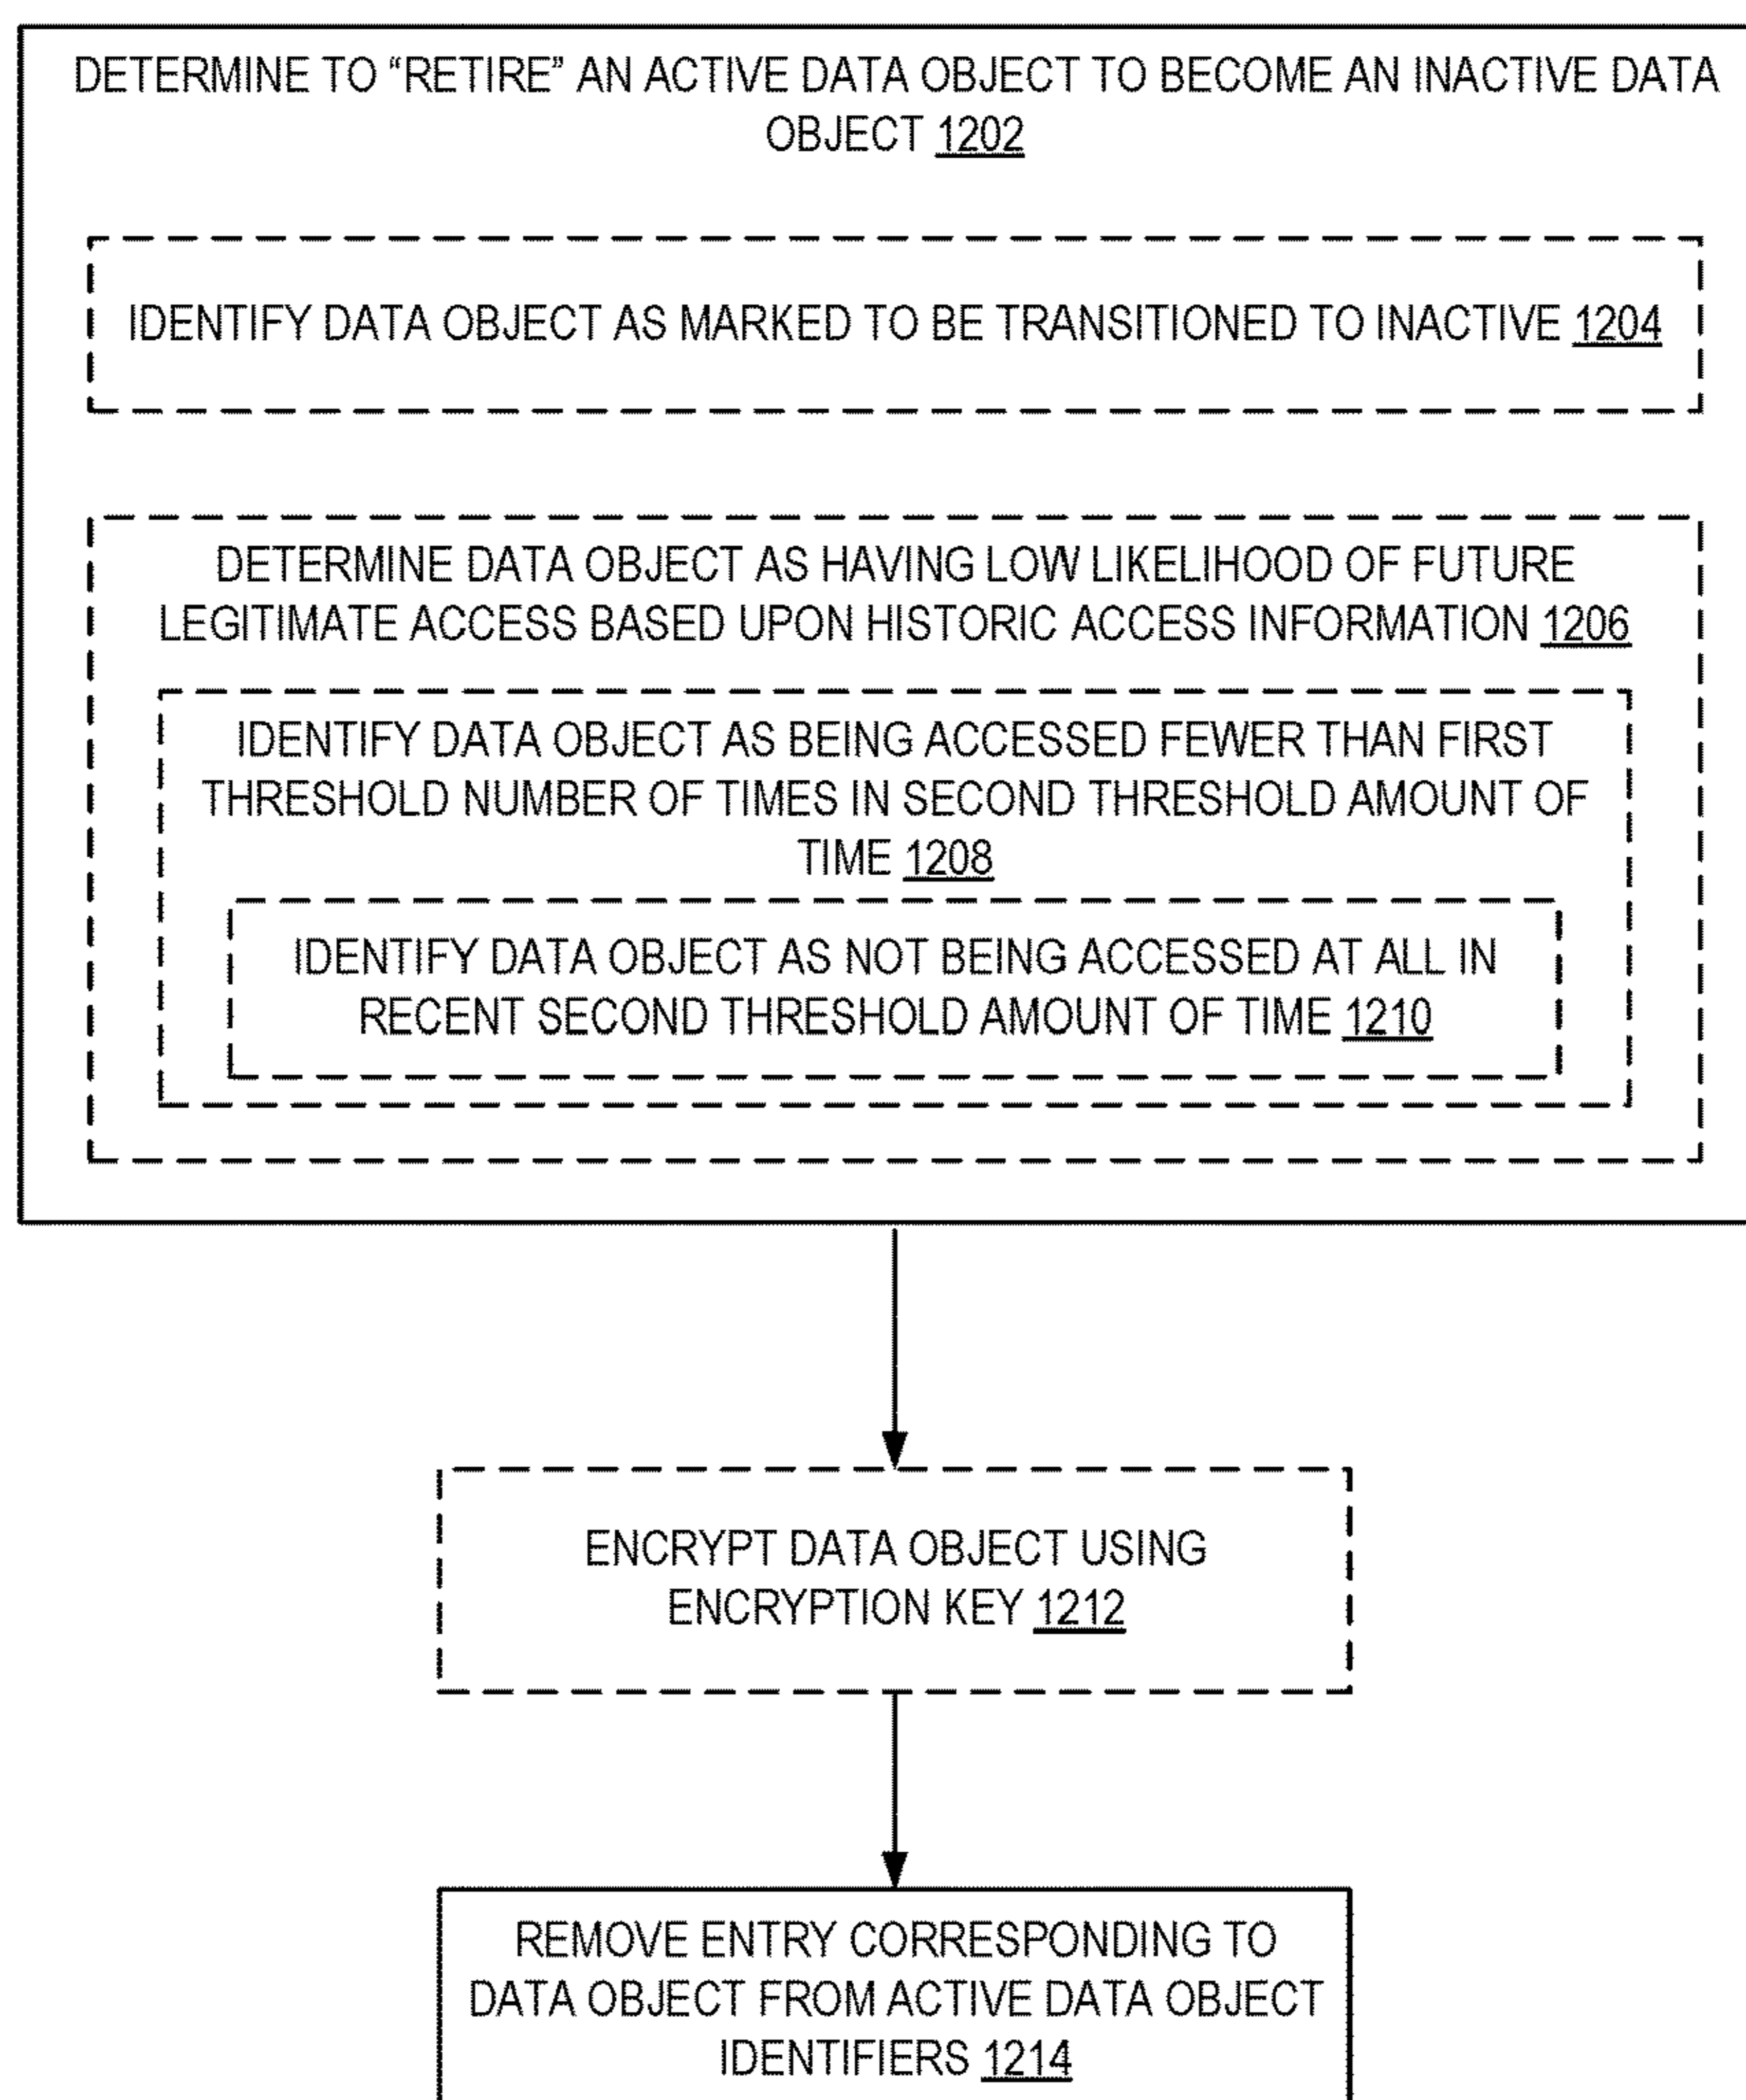 DETERMINE TO “RETIRE” AN ACTIVE DATA OBJECT TO BECOME AN INACTIVE DATA
OBJECT 1202
IDENTIFY DATA OBJECT AS MARKED TO BE TRANSITIONED TO INACTIVE 1204
DETERMINE DATA OBJECT AS HAVING LOW LIKELIHOOD OF FUTURE
LEGITIMATE ACCESS BASED UPON HISTORIC ACCESS INFORMATION 1206
IDENTIFY DATA OBJECT AS BEING ACCESSED FEWER THAN FIRST
THRESHOLD NUMBER OF TIMES IN SECOND THRESHOLD AMOUNT OF
TIME 1208
IDENTIFY DATA OBJECT AS NOT BEING ACCESSED AT ALL IN
RECENT SECOND THRESHOLD AMOUNT OF TIME 1210
ENCRYPT DATA OBJECT USING
ENCRYPTION KEY 1212
REMOVE ENTRY CORRESPONDING TO
DATA OBJECT FROM ACTIVE DATA OBJECT
IDENTIFIERS 1214